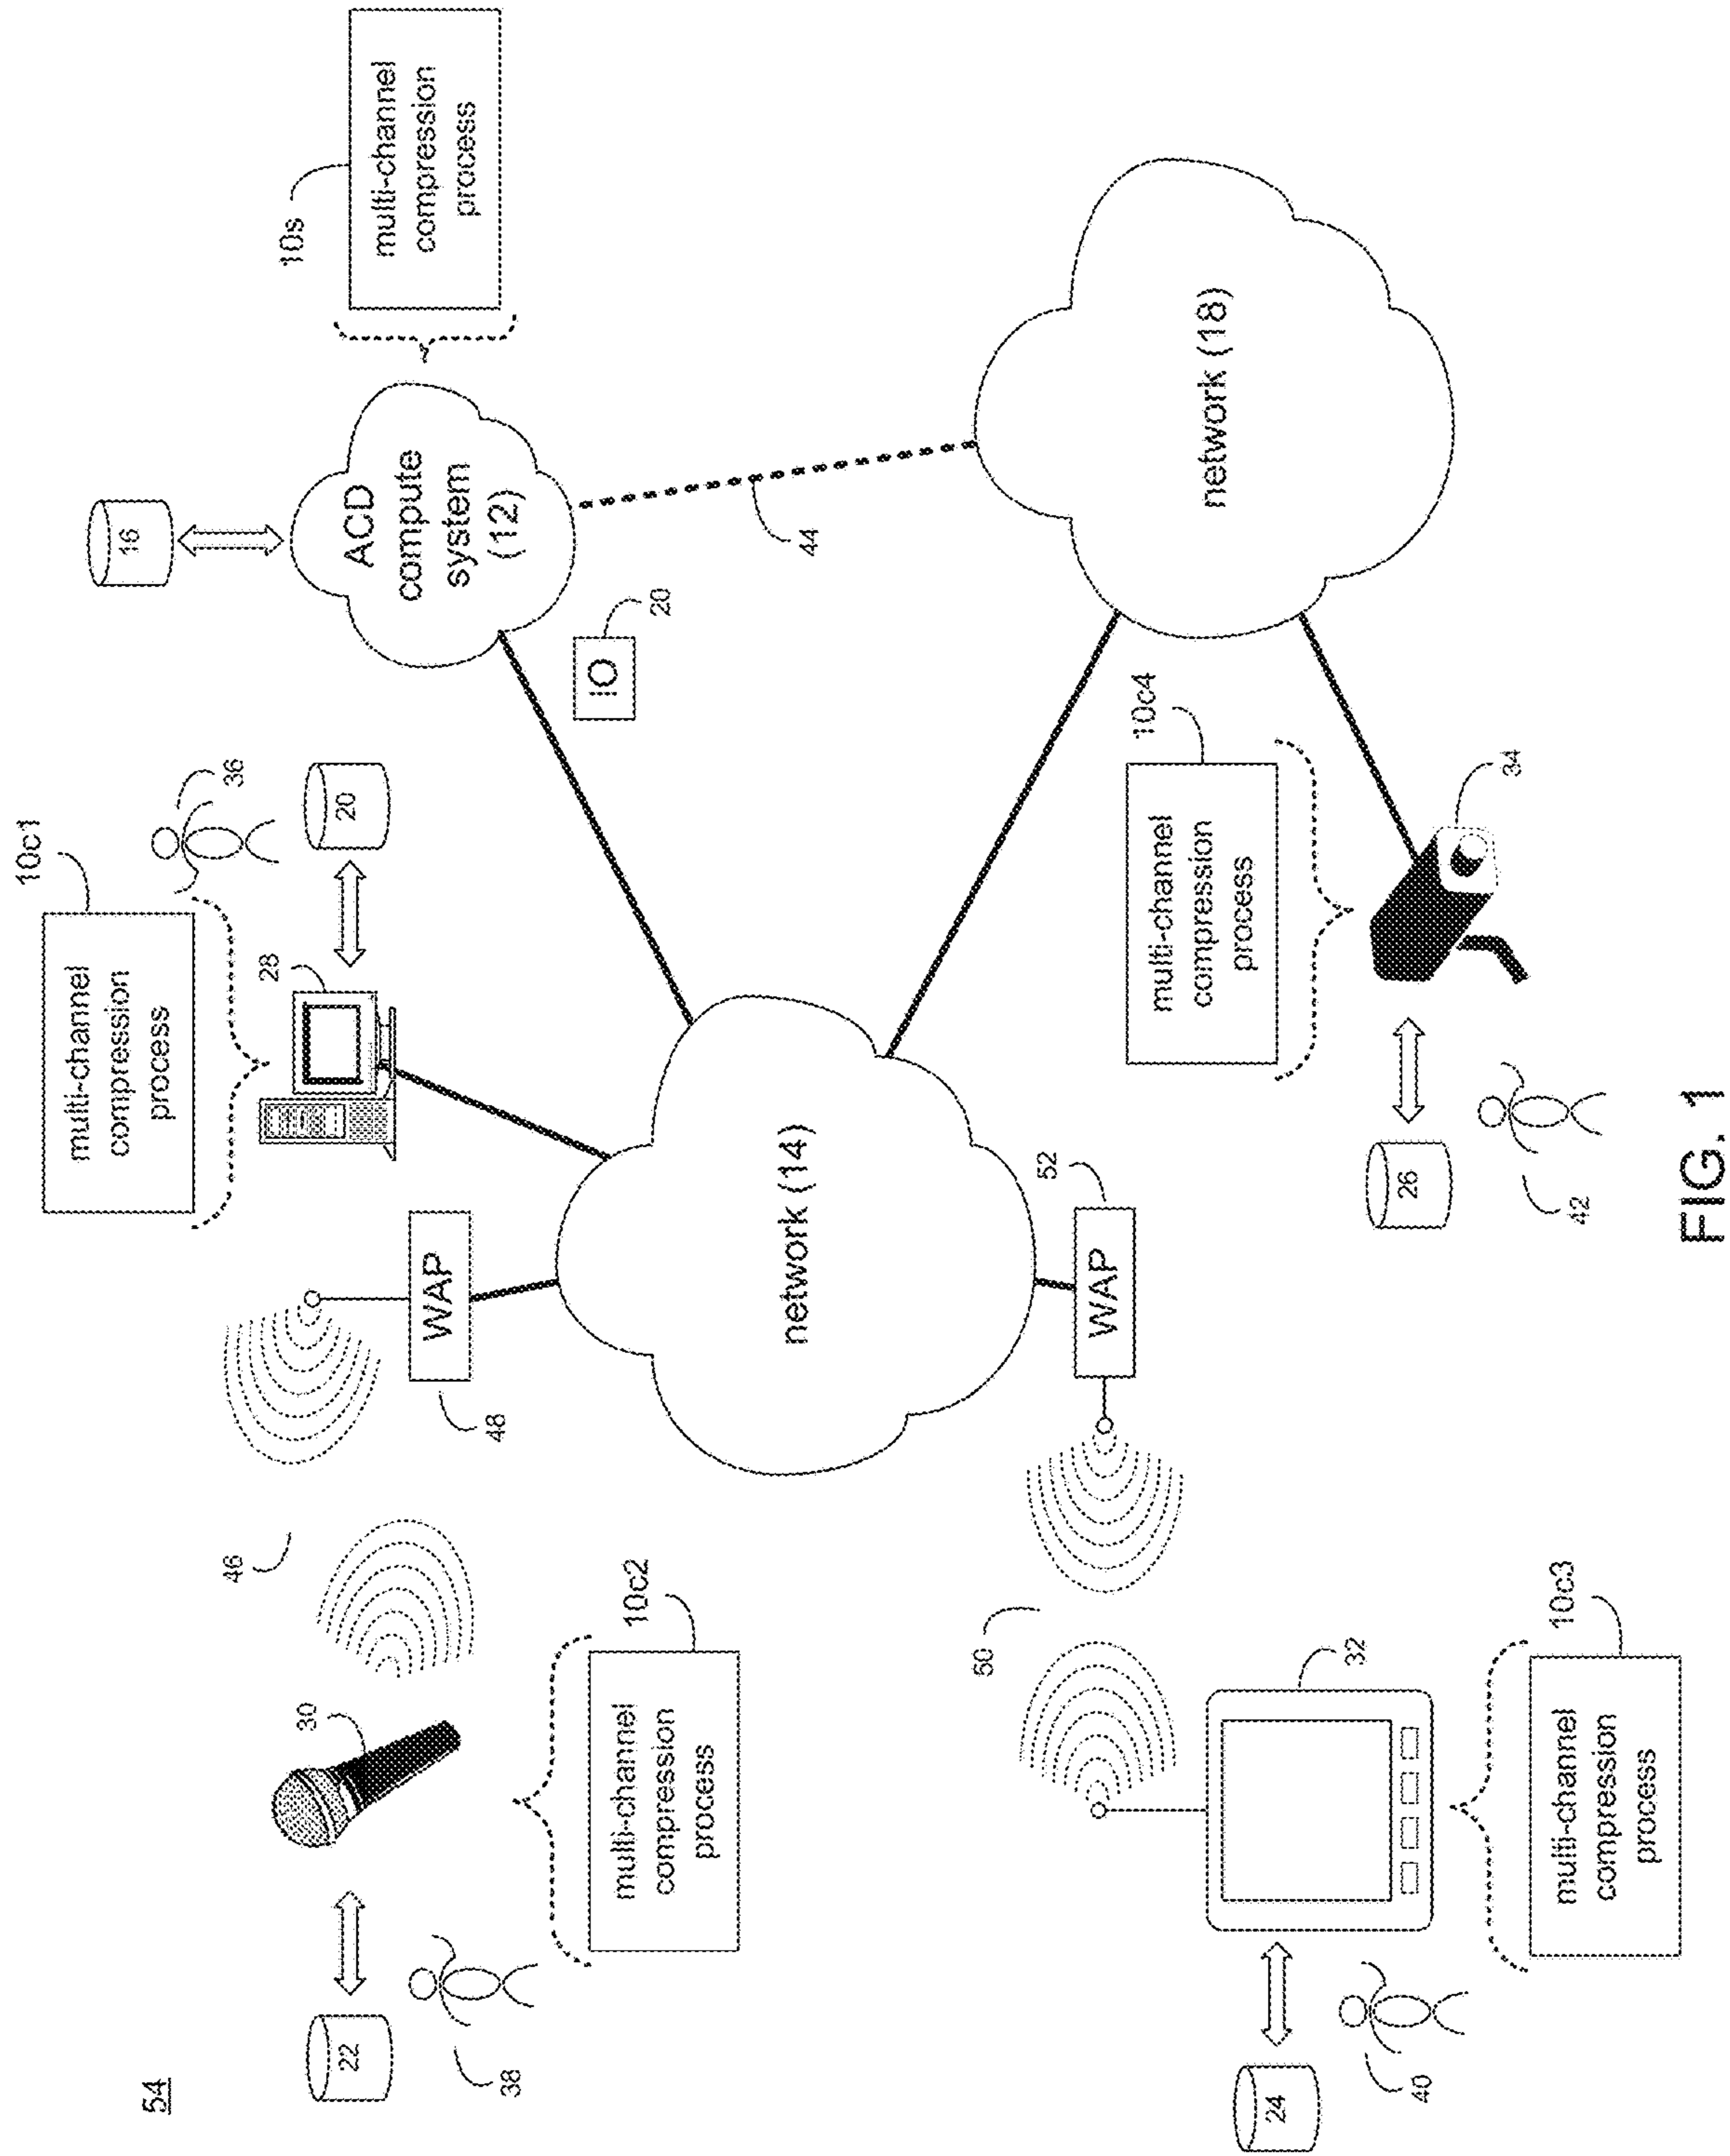 54
22
38
30
multi-channel
compression
process
10c2
46
48
WAP
multi-channel
compression
process
10c1
28
36
20
16
ACD
compute
system
(12)
10s
multi-channel
compression
process
IO
20
44
network (14)
network (18)
24
40
32
multi-channel
compression
process
10c3
50
WAP
52
26
42
multi-channel
compression
process
10c4
34
FIG. 1